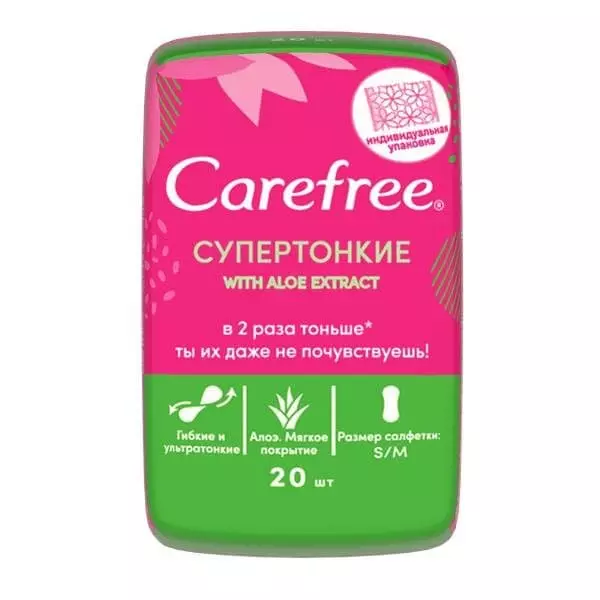 индивидуальная
упаковка
Carefree®
СУПЕРТОНКИЕ
WITH ALOE EXTRACT
в 2 раза тоньше*
ты их даже не почувствуешь!
Гибкие и
ультратонкие
Алоэ. Мягкое
покрытие
Размер салфетки:
S/M
20 шт